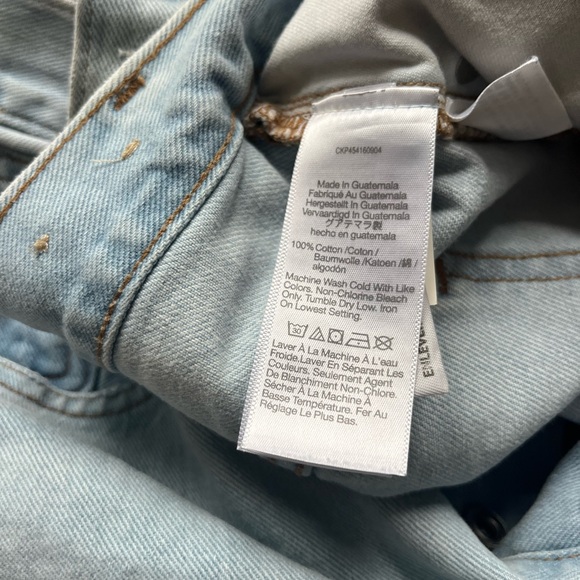 CKP454160904
Made In Guatemala
Fabriqué Au Guatemala
Hergestellt In Guatemala
Vervaardigd In Guatemala
グアテマラ製
hecho en guatemala
100% Cotton /Coton /
Baumwolle /Katoen /綿 /
algodón
Machine Wash Cold With Like
Colors. Non-Chlorine Bleach
Only. Tumble Dry Low. Iron
On Lowest Setting.
30
Laver À La Machine À L'eau
Froide.Laver En Séparant Les
Couleurs. Seulement Agent
De Blanchiment Non-Chlore.
Sécher À La Machine À
Basse Température. Fer Au
Réglage Le Plus Bas.